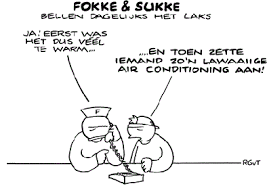 FOKKE & SUKKE
BELLEN DAGELIJKS HET LAKS
JA! EERST WAS
HET DUS VEEL
TE WARM...
...EN TOEN ZETTE
IEMAND ZO'N LAWAAIIGE
AIR CONDITIONING AAN!
F
RGvT